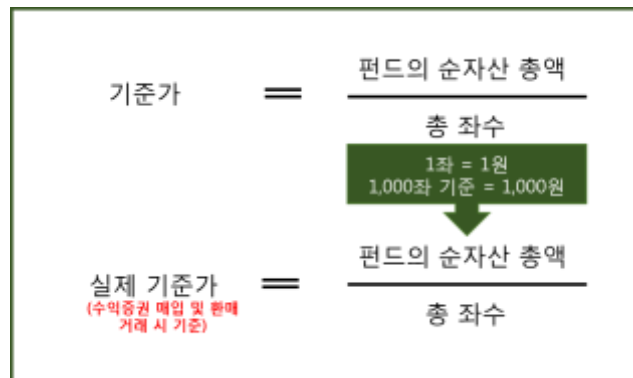 기준가 = 펀드의 순자산 총액
총 좌수
1좌 = 1원
1,000좌 기준 = 1,000원
실제 기준가 = 펀드의 순자산 총액
(수익증권 매입 및 환매
거래 시 기준)
총 좌수